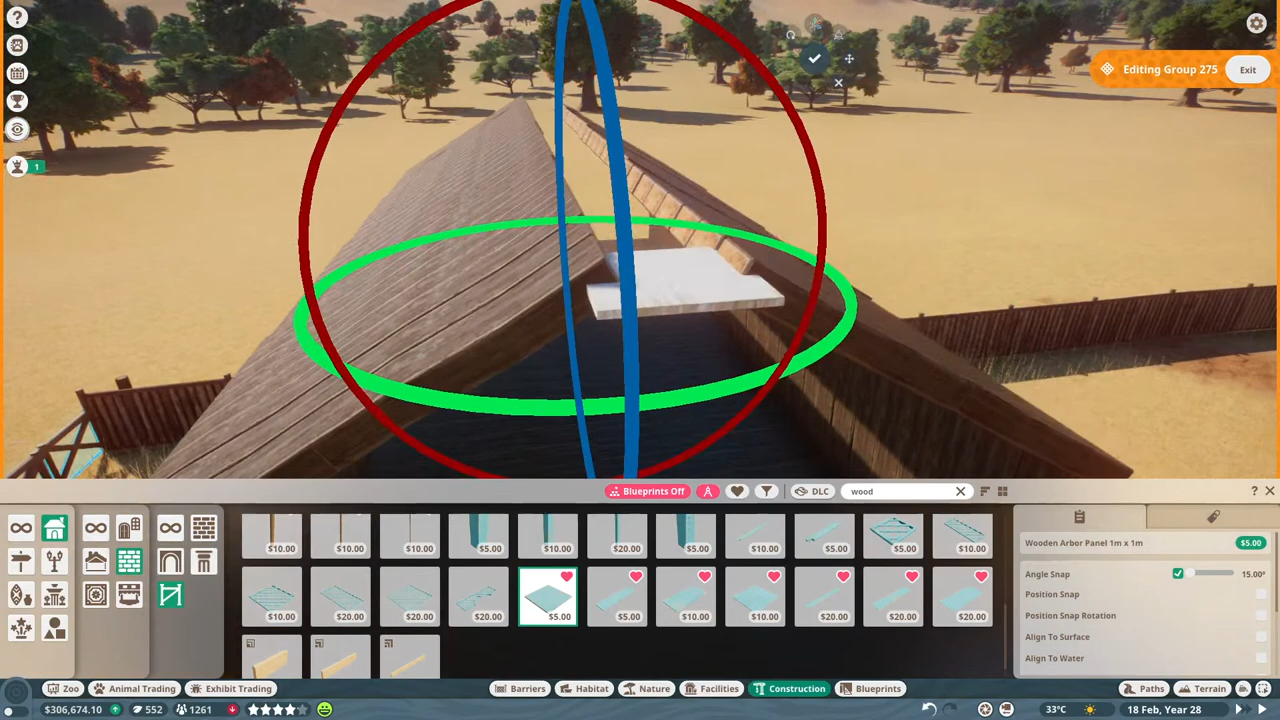 Editing Group 275
Exit
1
Blueprints Off
DLC
wood
$10.00 $10.00 $10.00 $5.00 $10.00 $20.00 $5.00 $10.00 $5.00 $5.00 $10.00
$10.00 $20.00 $20.00 $20.00 $5.00 $5.00 $10.00 $10.00 $20.00 $20.00 $20.00
Wooden Arbor Panel 1m x 1m $5.00
Angle Snap 15.00°
Position Snap
Position Snap Rotation
Align To Surface
Align To Water
Zoo Animal Trading Exhibit Trading Barriers Habitat Nature Facilities Construction Blueprints Paths Terrain
$306,674.10 552 1261 33°C 18 Feb, Year 28